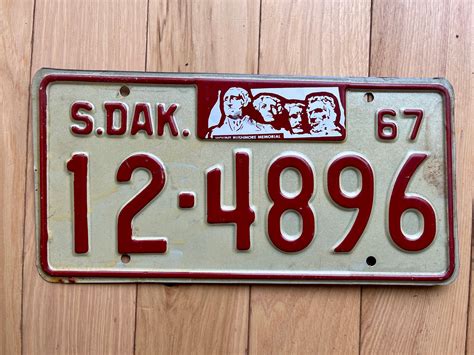 S.DAK. 67
MOUNT RUSHMORE MEMORIAL
12·4896